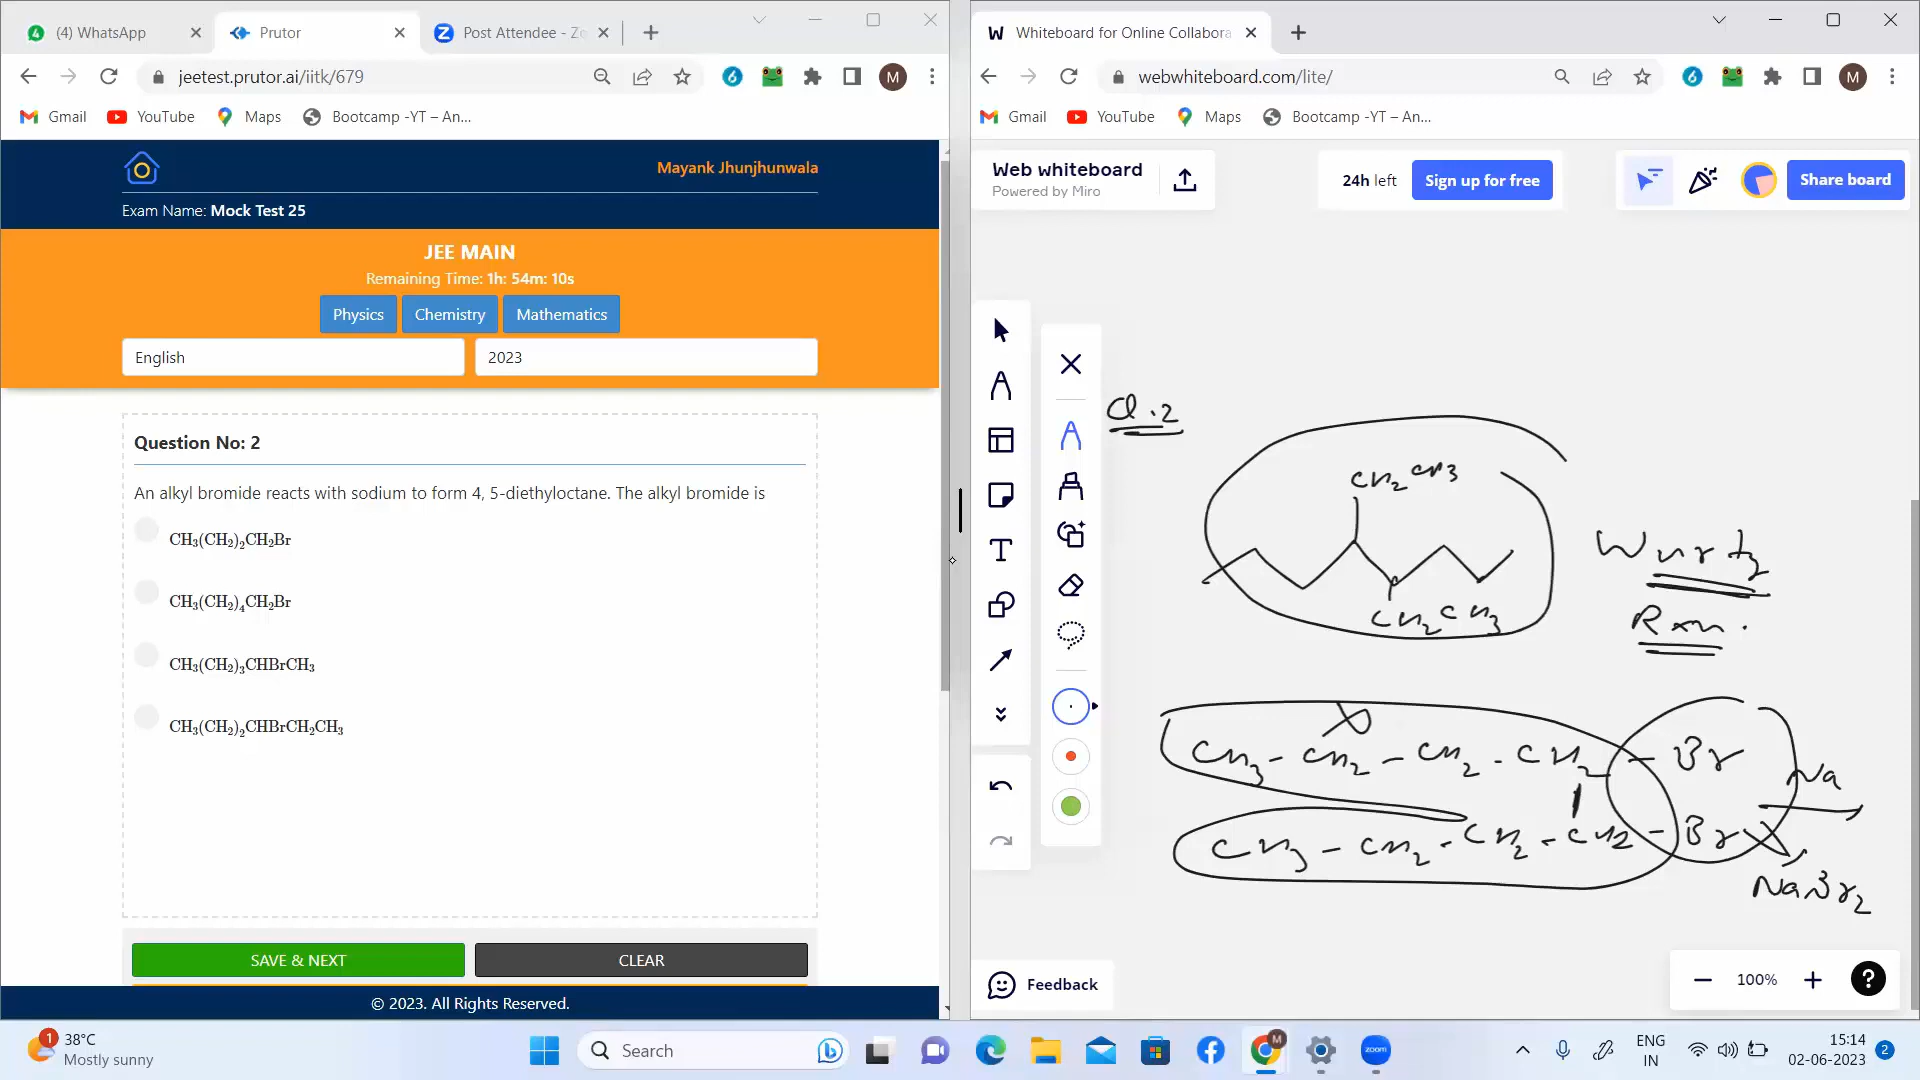 (4) WhatsApp
Prutor
Post Attendee - Zo
jeetest.prutor.ai/iitk/679
M
Gmail
YouTube
Maps
Bootcamp -YT – An...
Mayank Jhunjhunwala
Exam Name: Mock Test 25
JEE MAIN
Remaining Time: 1h: 54m: 10s
Physics
Chemistry
Mathematics
English
2023
Question No: 2
An alkyl bromide reacts with sodium to form 4, 5-diethyloctane. The alkyl bromide is
CH₃(CH₂)₂CH₂Br
CH₃(CH₂)₄CH₂Br
CH₃(CH₂)₃CHBrCH₃
CH₃(CH₂)₂CHBrCH₂CH₃
SAVE & NEXT
CLEAR
© 2023. All Rights Reserved.
Whiteboard for Online Collabora
webwhiteboard.com/lite/
M
Gmail
YouTube
Maps
Bootcamp -YT – An...
Web whiteboard
Powered by Miro
24h left
Sign up for free
Share board
Q.2
CH₂CH₃
CH₂CH₃
Wurtz
Rxn.
CH₃-CH₂-CH₂-CH₂-Br
Na
CH₃-CH₂-CH₂-CH2-Br
NaBr₂
Feedback
100%
?
1
38°C
Mostly sunny
Search
M
zoom
ENG
IN
15:14
02-06-2023
2